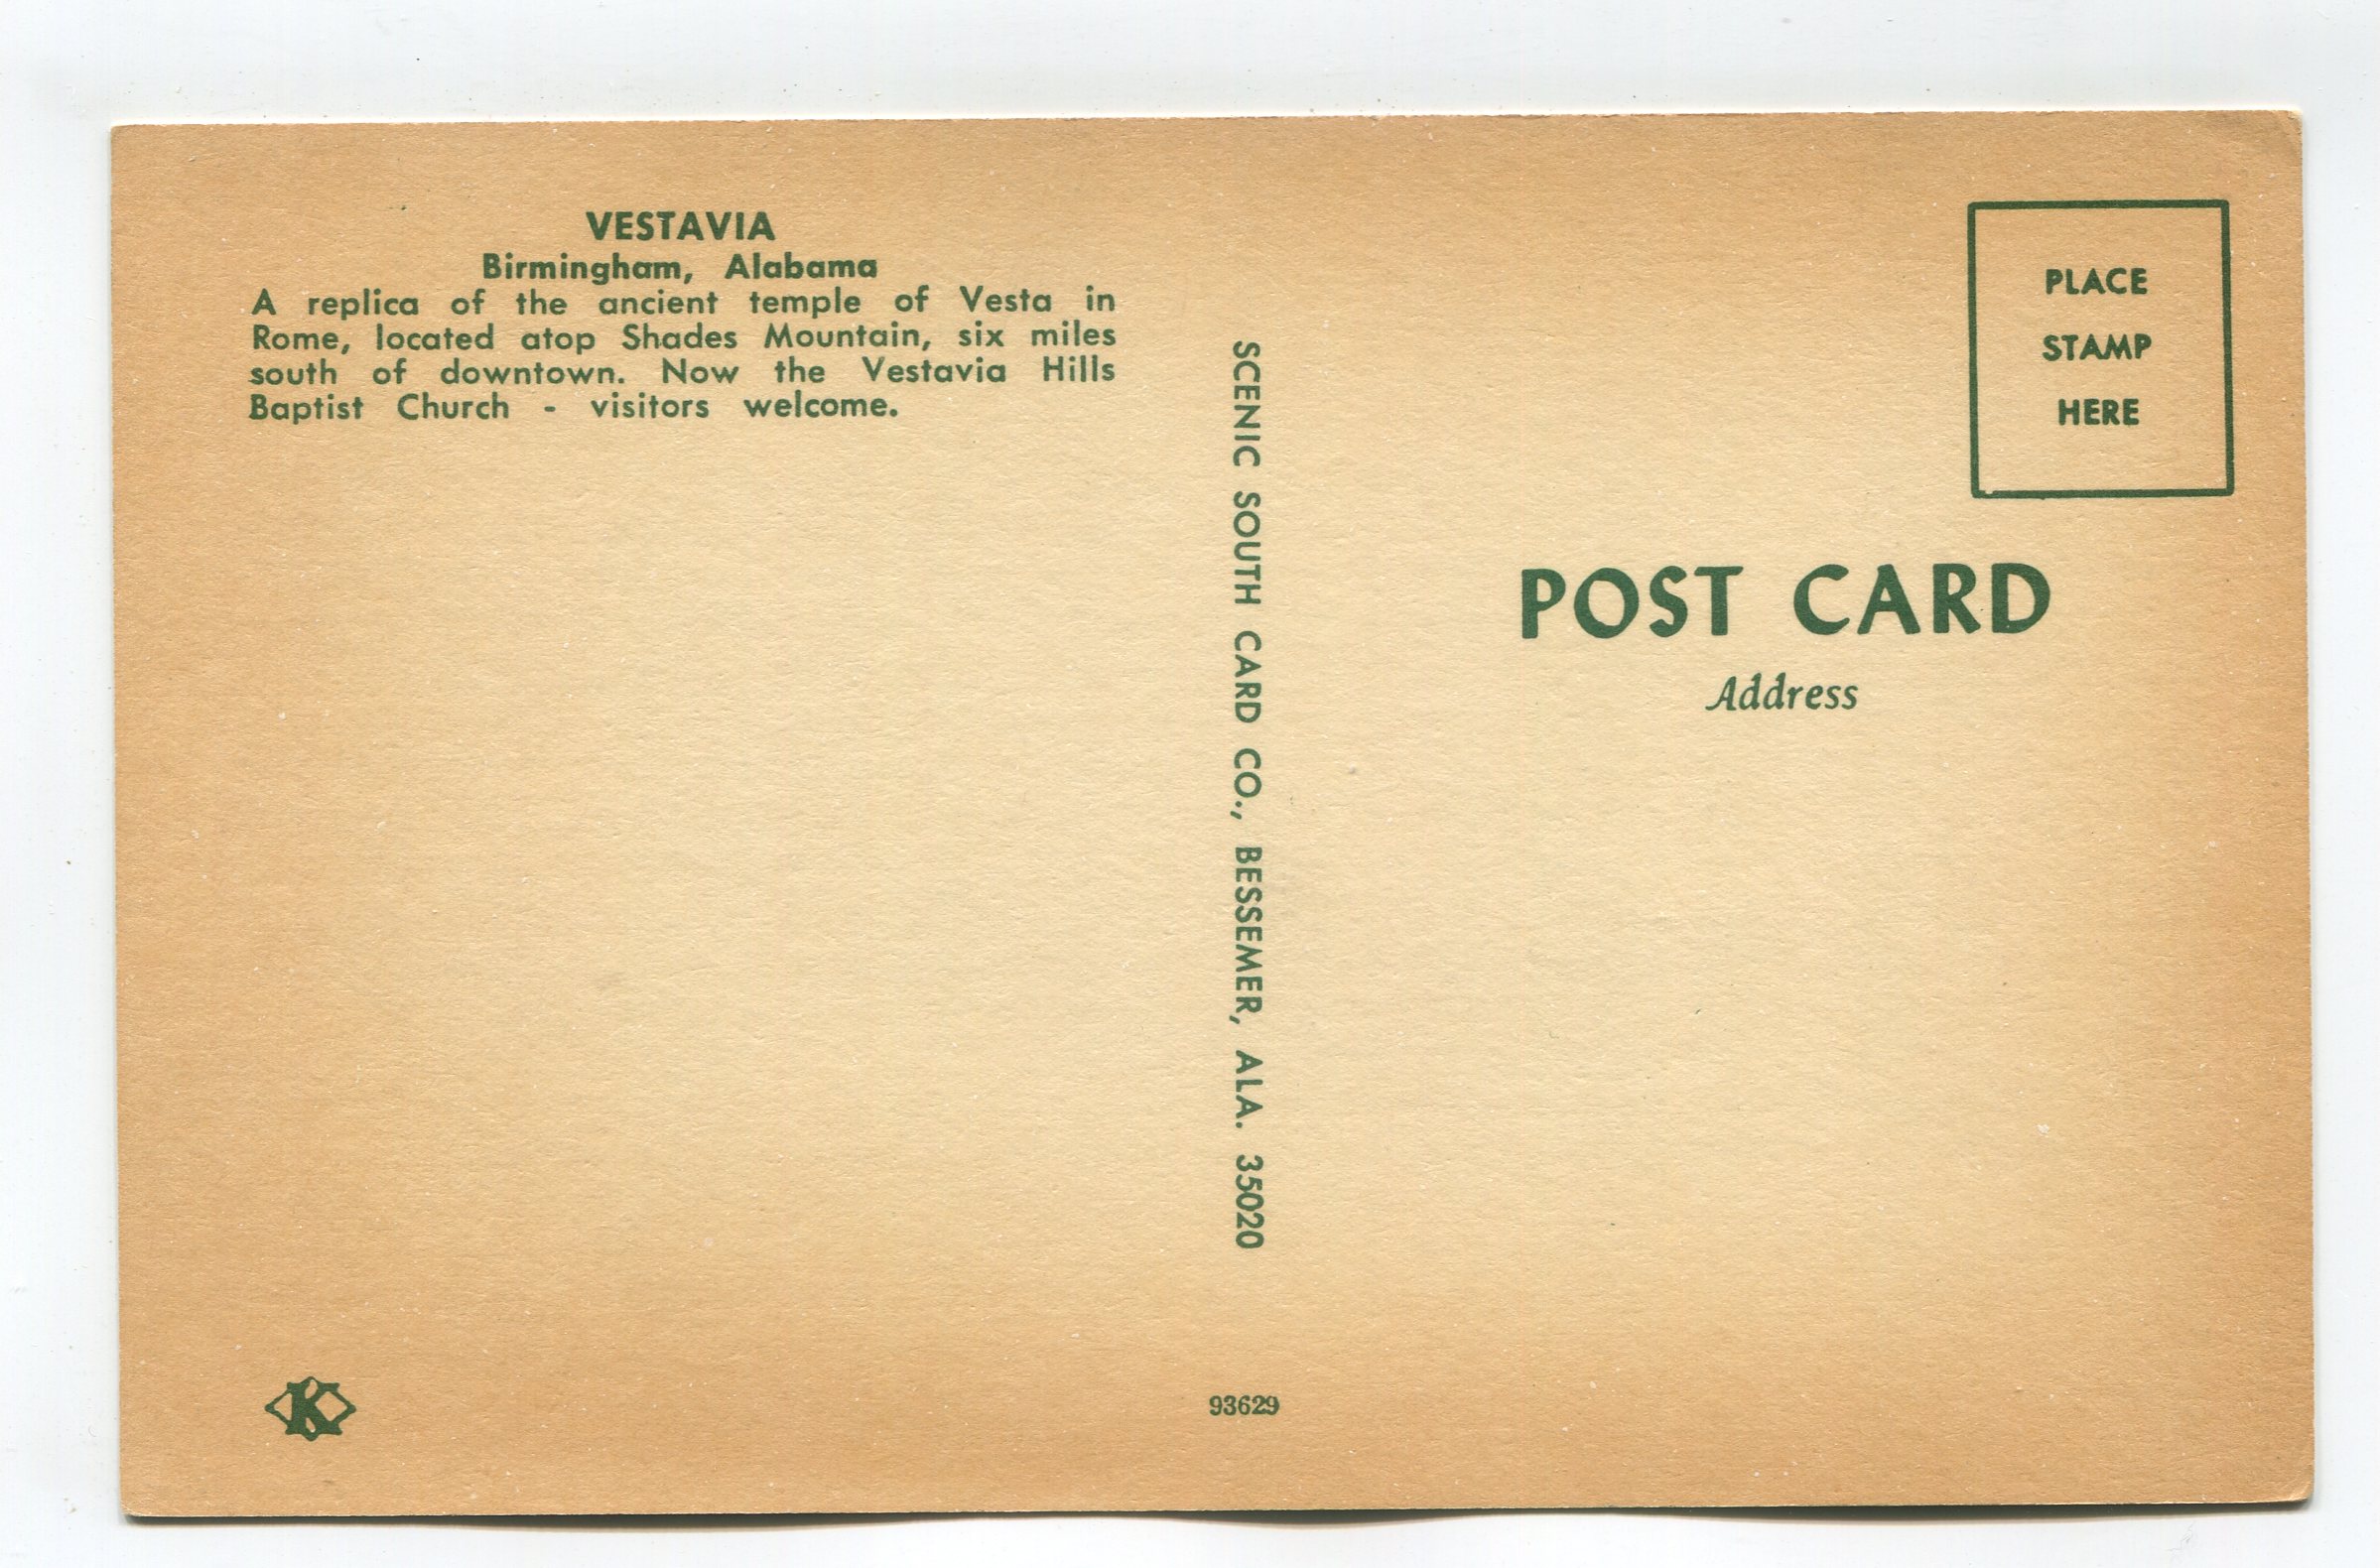 VESTAVIA
Birmingham, Alabama
A replica of the ancient temple of Vesta in
Rome, located atop Shades Mountain, six miles
south of downtown. Now the Vestavia Hills
Baptist Church - visitors welcome.
SCENIC SOUTH CARD CO., BESSEMER, ALA. 35020
PLACE
STAMP
HERE
POST CARD
Address
K
93629